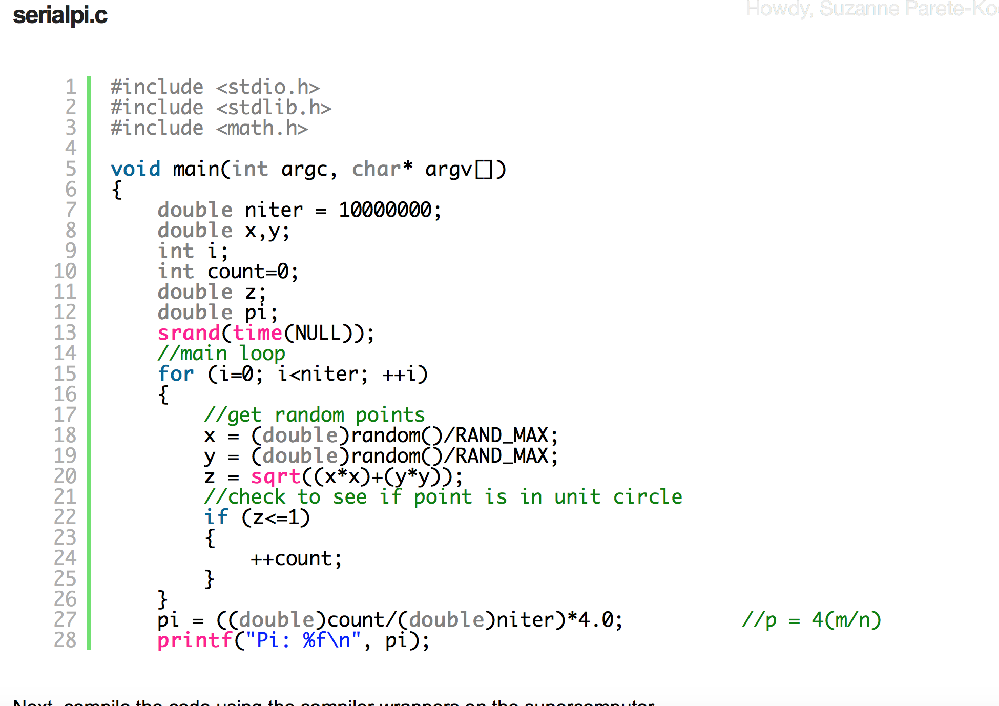 serialpi.c
Howdy, Suzanne
1 #include <stdio.h>
2 #include <stdlib.h>
3 #include <math.h>
4
5 void main(int argc, char* argv[])
6 {
7     double niter = 10000000;
8     double x,y;
9     int i;
10     int count=0;
11     double z;
12     double pi;
13     srand(time(NULL));
14     //main loop
15     for (i=0; i<niter; ++i)
16     {
17         //get random points
18         x = (double)random()/RAND_MAX;
19         y = (double)random()/RAND_MAX;
20         z = sqrt((x*x)+(y*y));
21         //check to see if point is in unit circle
22         if (z<=1)
23         {
24             ++count;
25         }
26     }
27     pi = ((double)count/(double)niter)*4.0;          //p = 4(m/n)
28     printf("Pi: %f\n", pi);
Next, compile the code using the compiler wrappers on the supercomputer